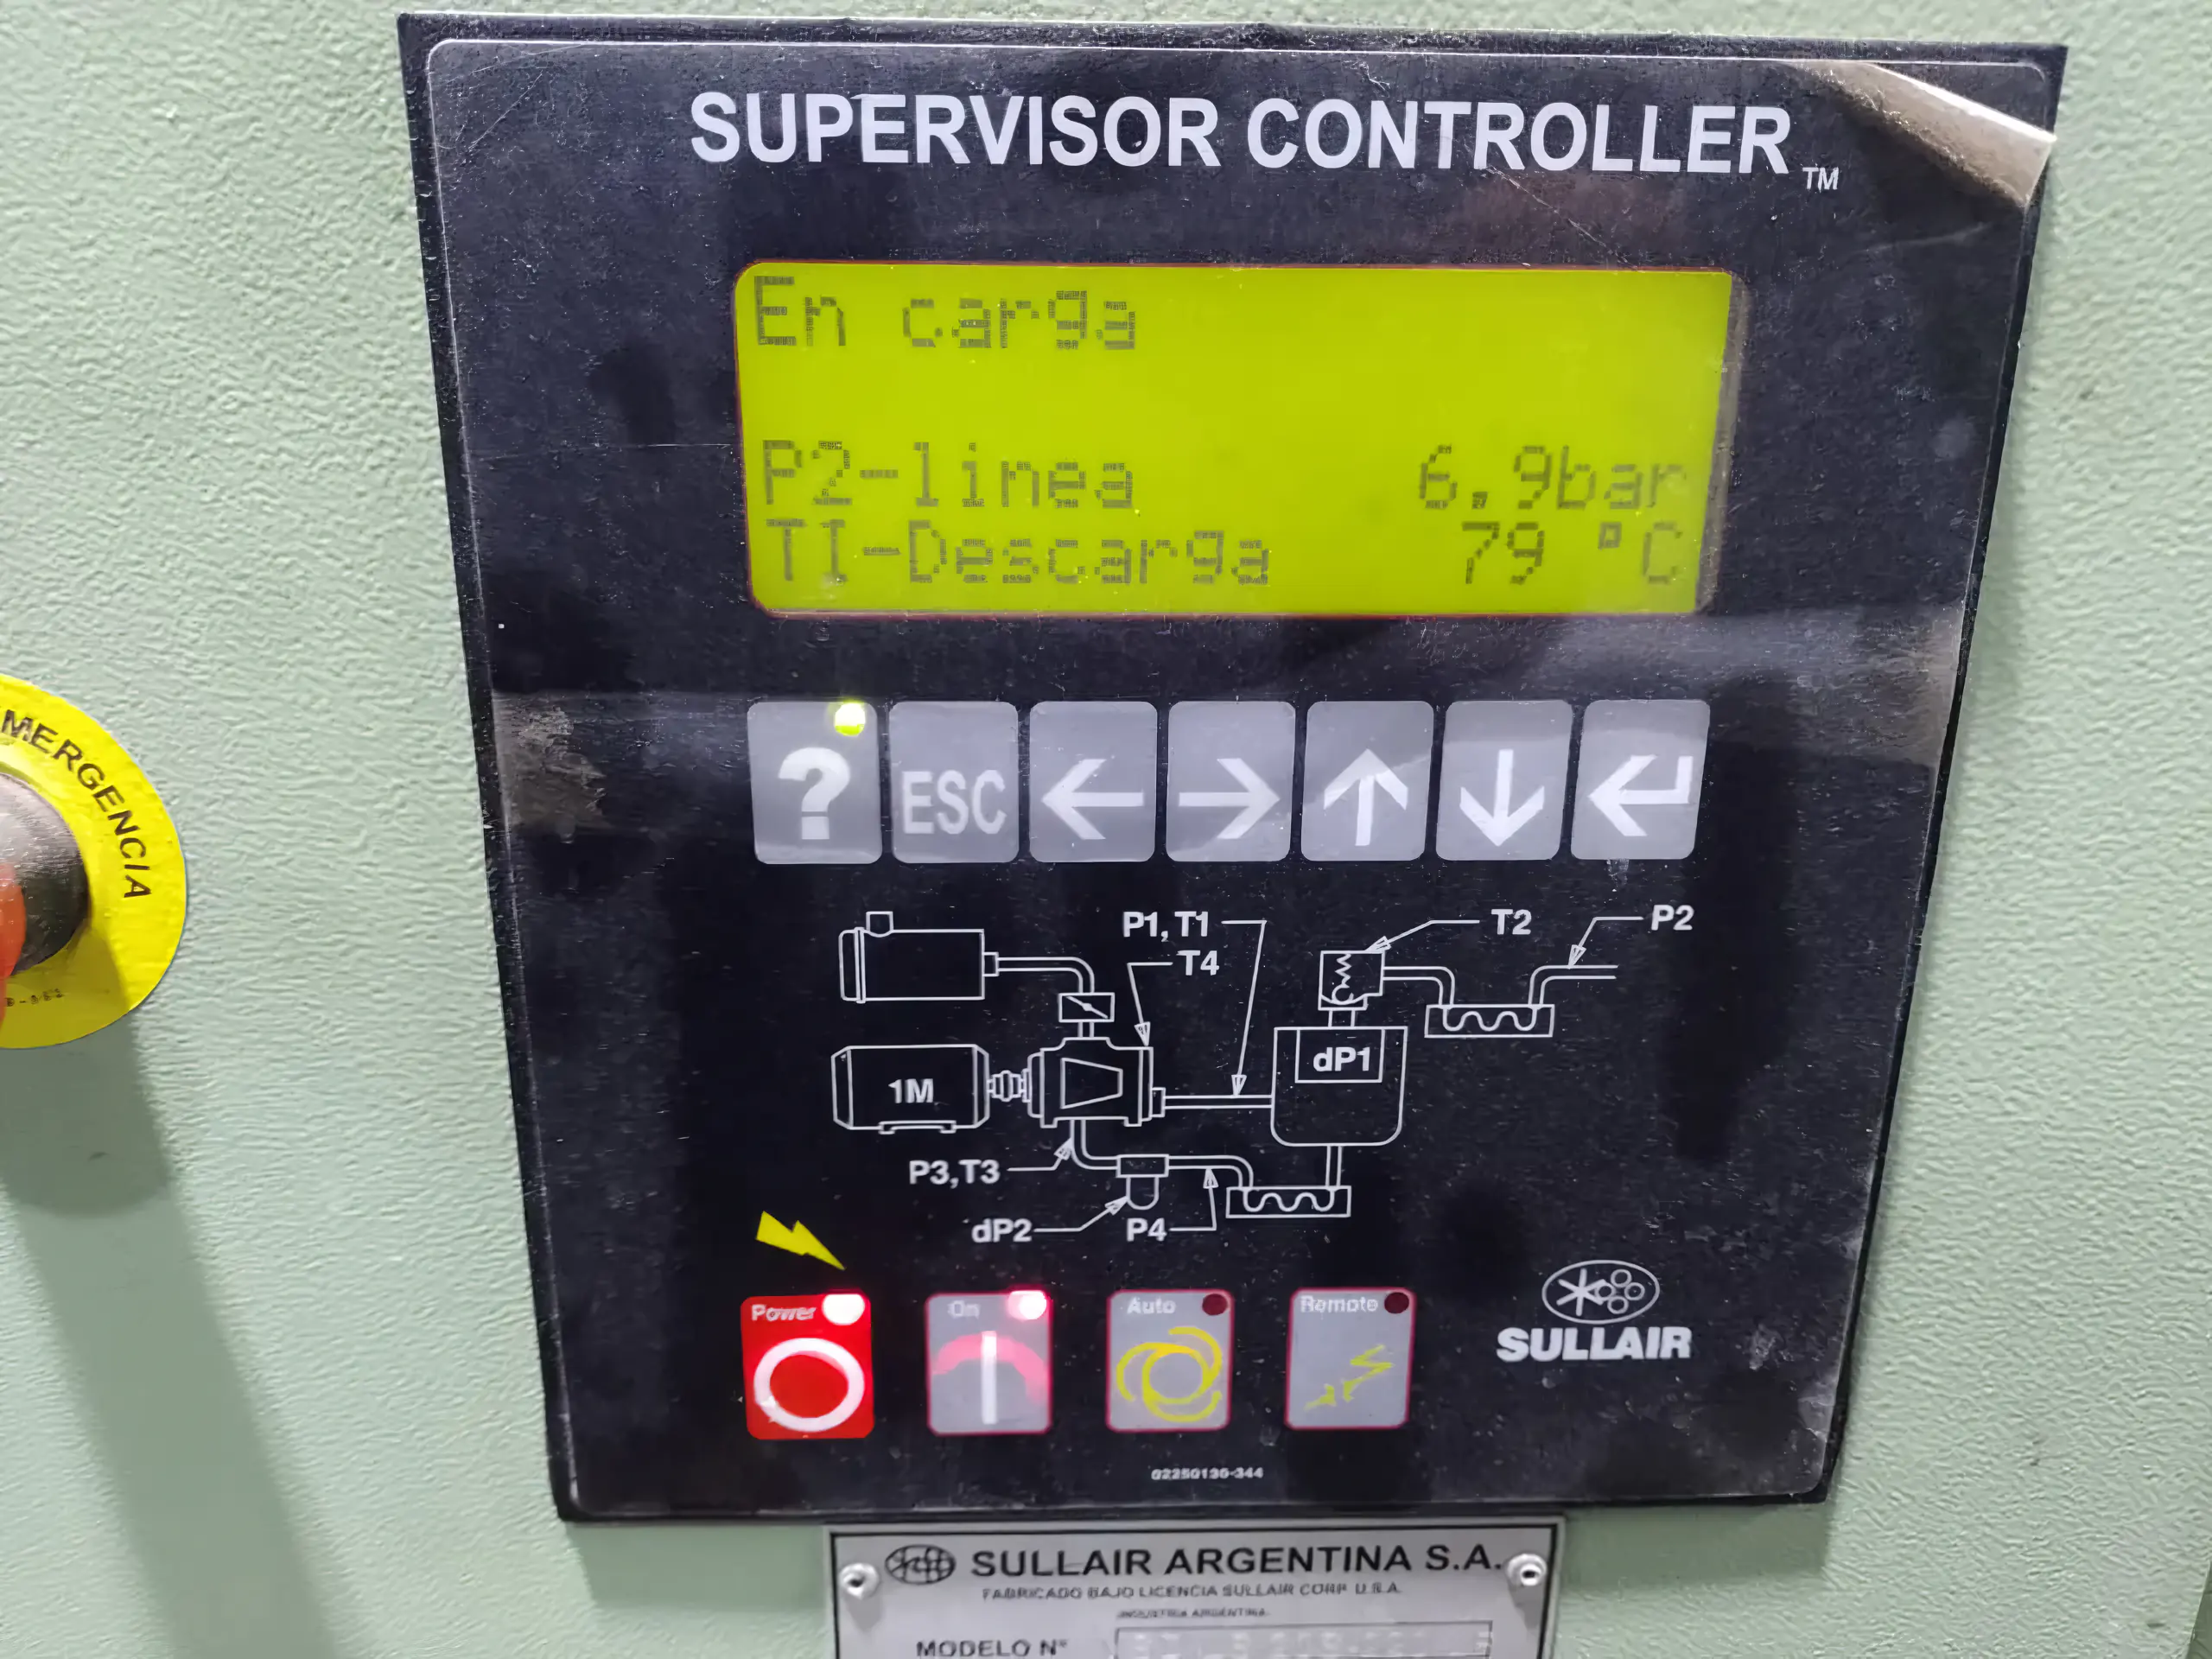 SUPERVISOR CONTROLLER TM
En carga
P2-linea 6.9bar
T1-Descarga 79 °C
MERGENCIA
? ESC
P1,T1
T4
T2
P2
dP1
1M
P3,T3
dP2
P4
Power
On
Auto
Remote
SULLAIR
02250130-344
SULLAIR ARGENTINA S.A.
FABRICADO BAJO LICENCIA SULLAIR CORP U.S.A.
INDUSTRIA ARGENTINA
MODELO N°